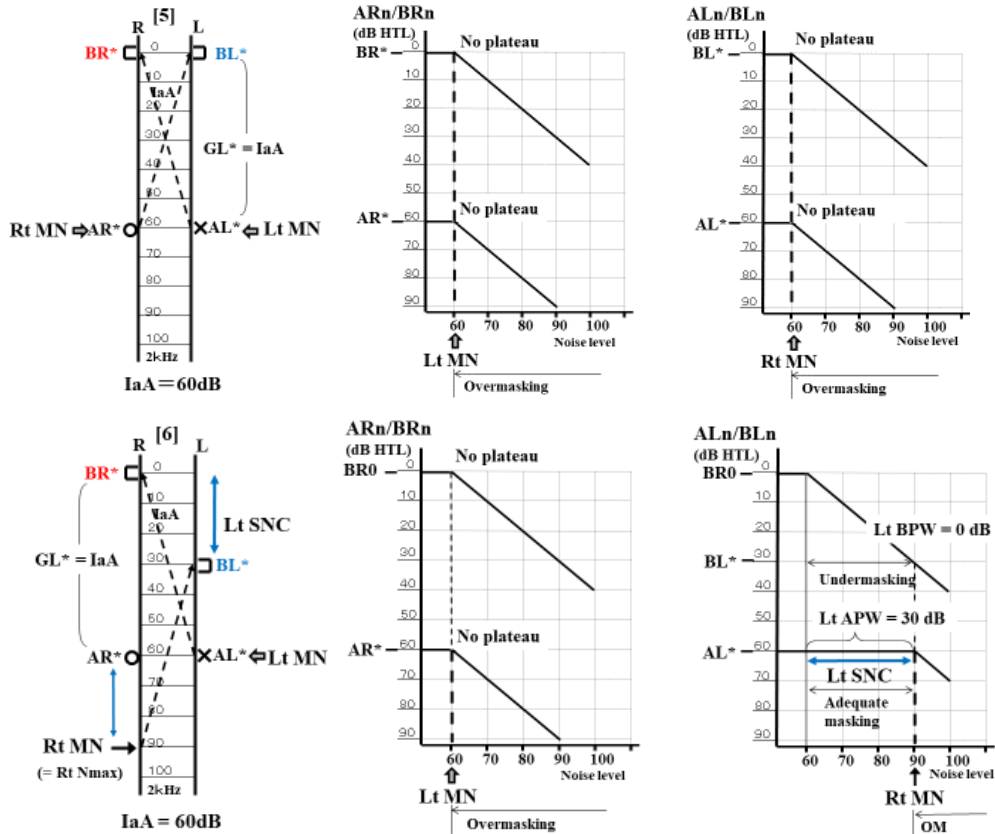 [5]
R L
BR* BL*
0
10
IaA
20
30
GL* = IaA
40
50
Rt MN ⇨ AR* 60 AL* ⇦ Lt MN
70
80
90
100
2kHz
IaA＝60dB
ARn/BRn
(dB HTL)
No plateau
BR*
0
10
20
30
40
50
No plateau
AR*
60
70
80
90
60 70 80 90 100
Noise level
Lt MN
Overmasking
ALn/BLn
(dB HTL)
No plateau
BL*
0
10
20
30
40
50
No plateau
AL*
60
70
80
90
60 70 80 90 100
Noise level
Rt MN
Overmasking
[6]
R L
BR*
0
10
IaA
Lt SNC
20
GL* = IaA
30
BL*
40
50
AR* 60 AL* ⇦ Lt MN
70
80
Rt MN → 90
(= Rt Nmax)
100
2kHz
IaA＝60dB
ARn/BRn
(dB HTL)
No plateau
BR0
0
10
20
30
40
50
No plateau
AR*
60
70
80
90
60 70 80 90 100
Noise level
Lt MN
Overmasking
ALn/BLn
(dB HTL)
BR0
0
10
20
Lt BPW = 0 dB
BL*
30
Undermasking
40
50
Lt APW = 30 dB
AL*
60
Lt SNC
70
Adequate
masking
80
90
60 70 80 90 100
Noise level
Rt MN
OM